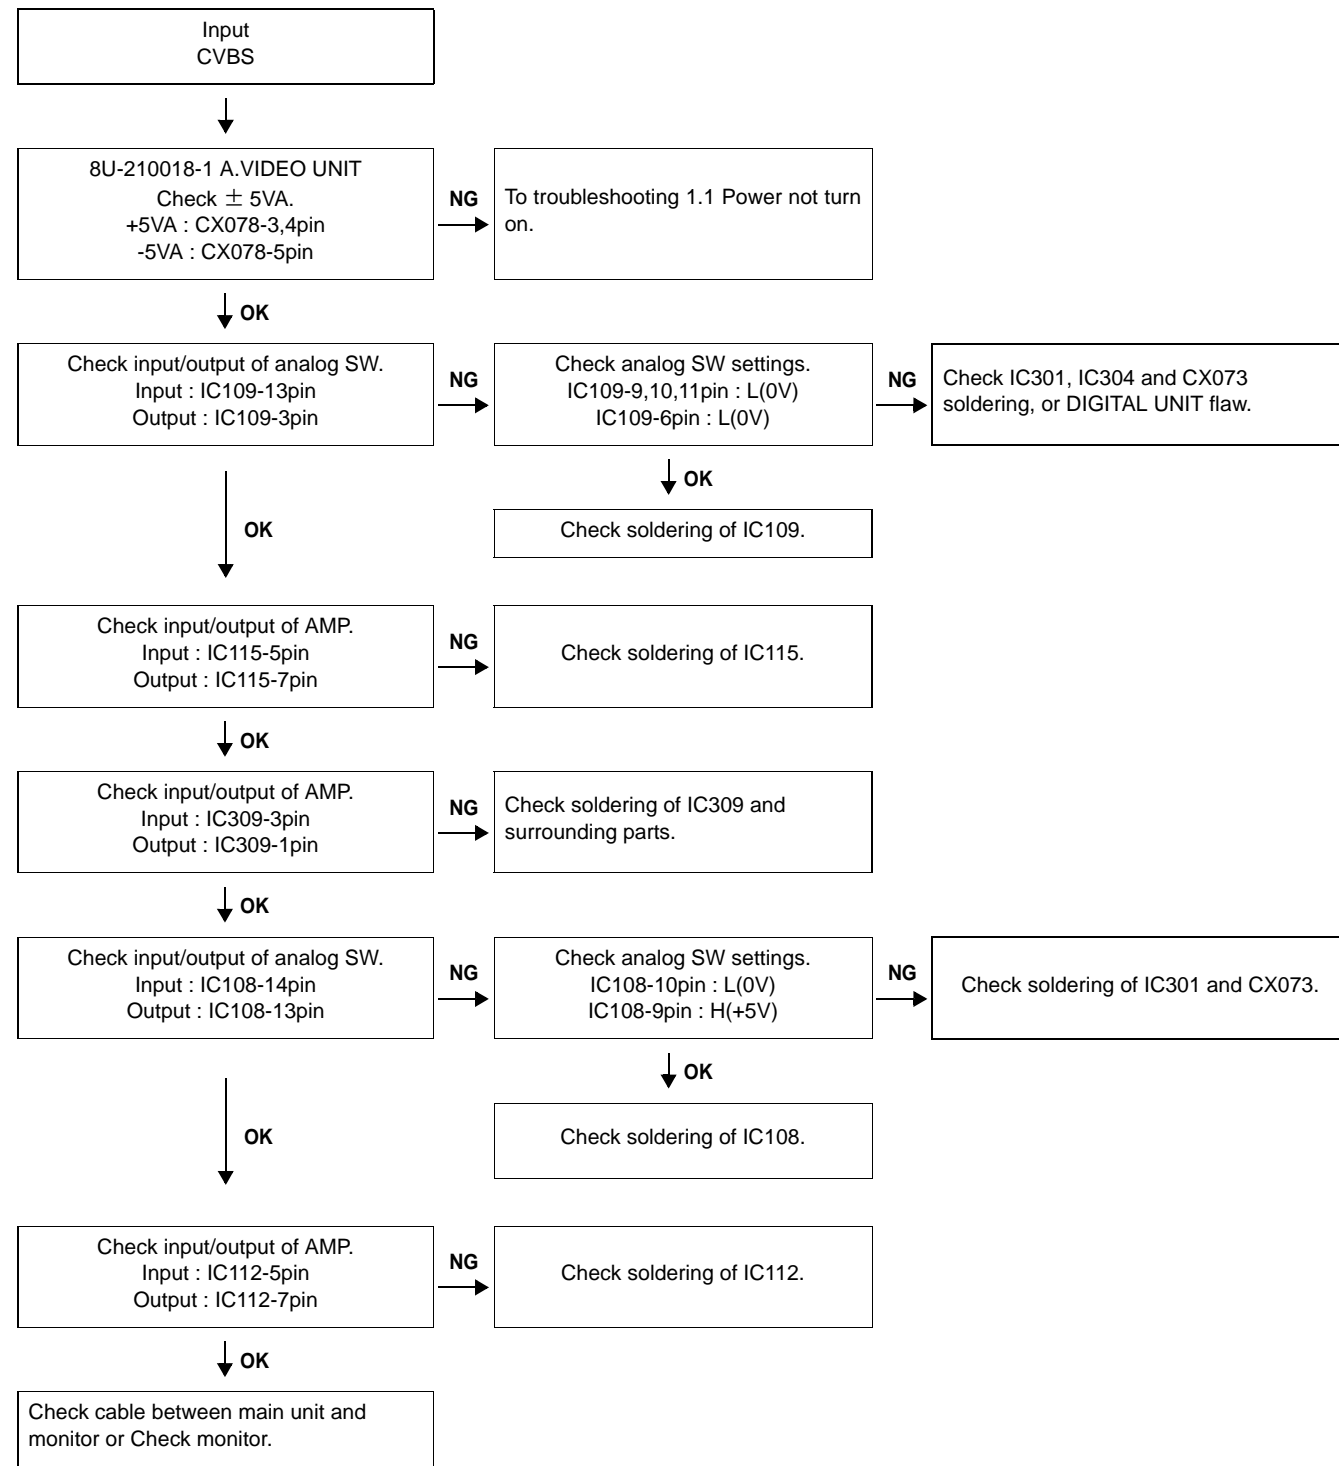 Input
CVBS
8U-210018-1 A.VIDEO UNIT
Check ± 5VA.
+5VA : CX078-3,4pin
-5VA : CX078-5pin
NG
To troubleshooting 1.1 Power not turn
on.
OK
Check input/output of analog SW.
Input : IC109-13pin
Output : IC109-3pin
NG
Check analog SW settings.
IC109-9,10,11pin : L(0V)
IC109-6pin : L(0V)
NG
Check IC301, IC304 and CX073
soldering, or DIGITAL UNIT flaw.
OK
Check soldering of IC109.
OK
Check input/output of AMP.
Input : IC115-5pin
Output : IC115-7pin
NG
Check soldering of IC115.
OK
Check input/output of AMP.
Input : IC309-3pin
Output : IC309-1pin
NG
Check soldering of IC309 and
surrounding parts.
OK
Check input/output of analog SW.
Input : IC108-14pin
Output : IC108-13pin
NG
Check analog SW settings.
IC108-10pin : L(0V)
IC108-9pin : H(+5V)
NG
Check soldering of IC301 and CX073.
OK
Check soldering of IC108.
OK
Check input/output of AMP.
Input : IC112-5pin
Output : IC112-7pin
NG
Check soldering of IC112.
OK
Check cable between main unit and
monitor or Check monitor.